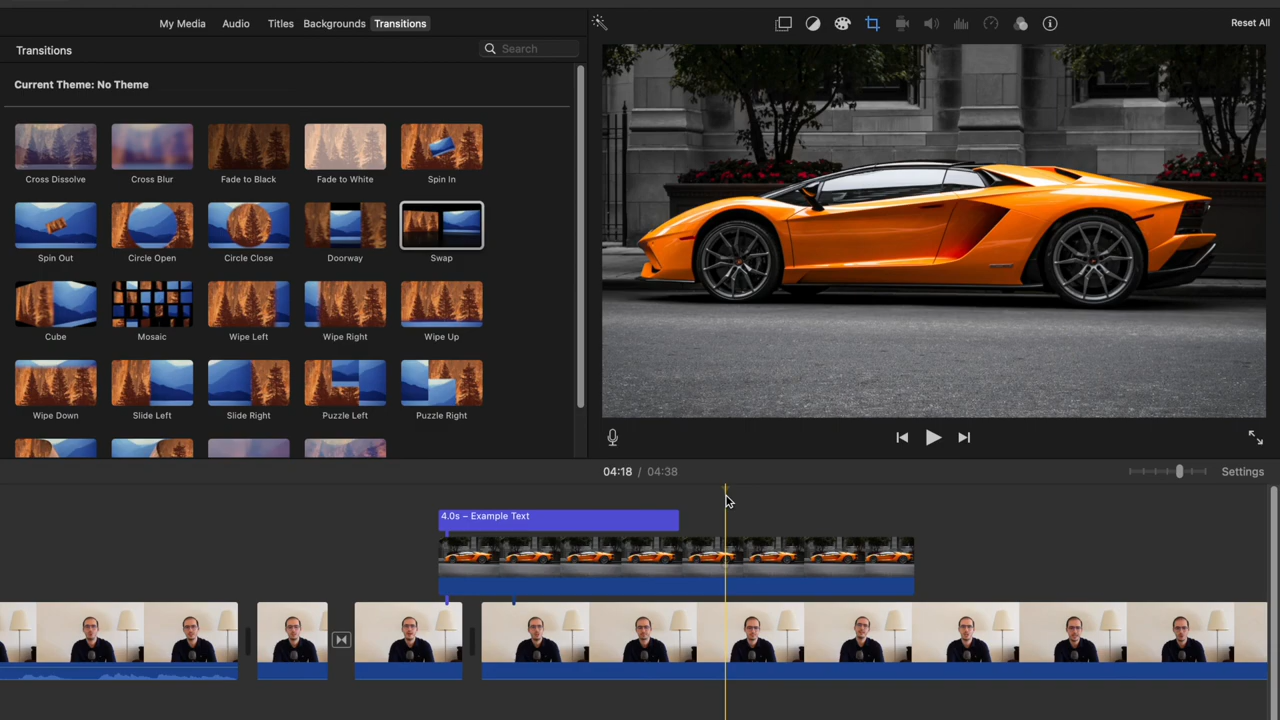 My Media Audio Titles Backgrounds Transitions
Reset All
Transitions
Search
Current Theme: No Theme
Cross Dissolve Cross Blur Fade to Black Fade to White Spin In
Spin Out Circle Open Circle Close Doorway Swap
Cube Mosaic Wipe Left Wipe Right Wipe Up
Wipe Down Slide Left Slide Right Puzzle Left Puzzle Right
04:18 / 04:38
Settings
4.0s – Example Text